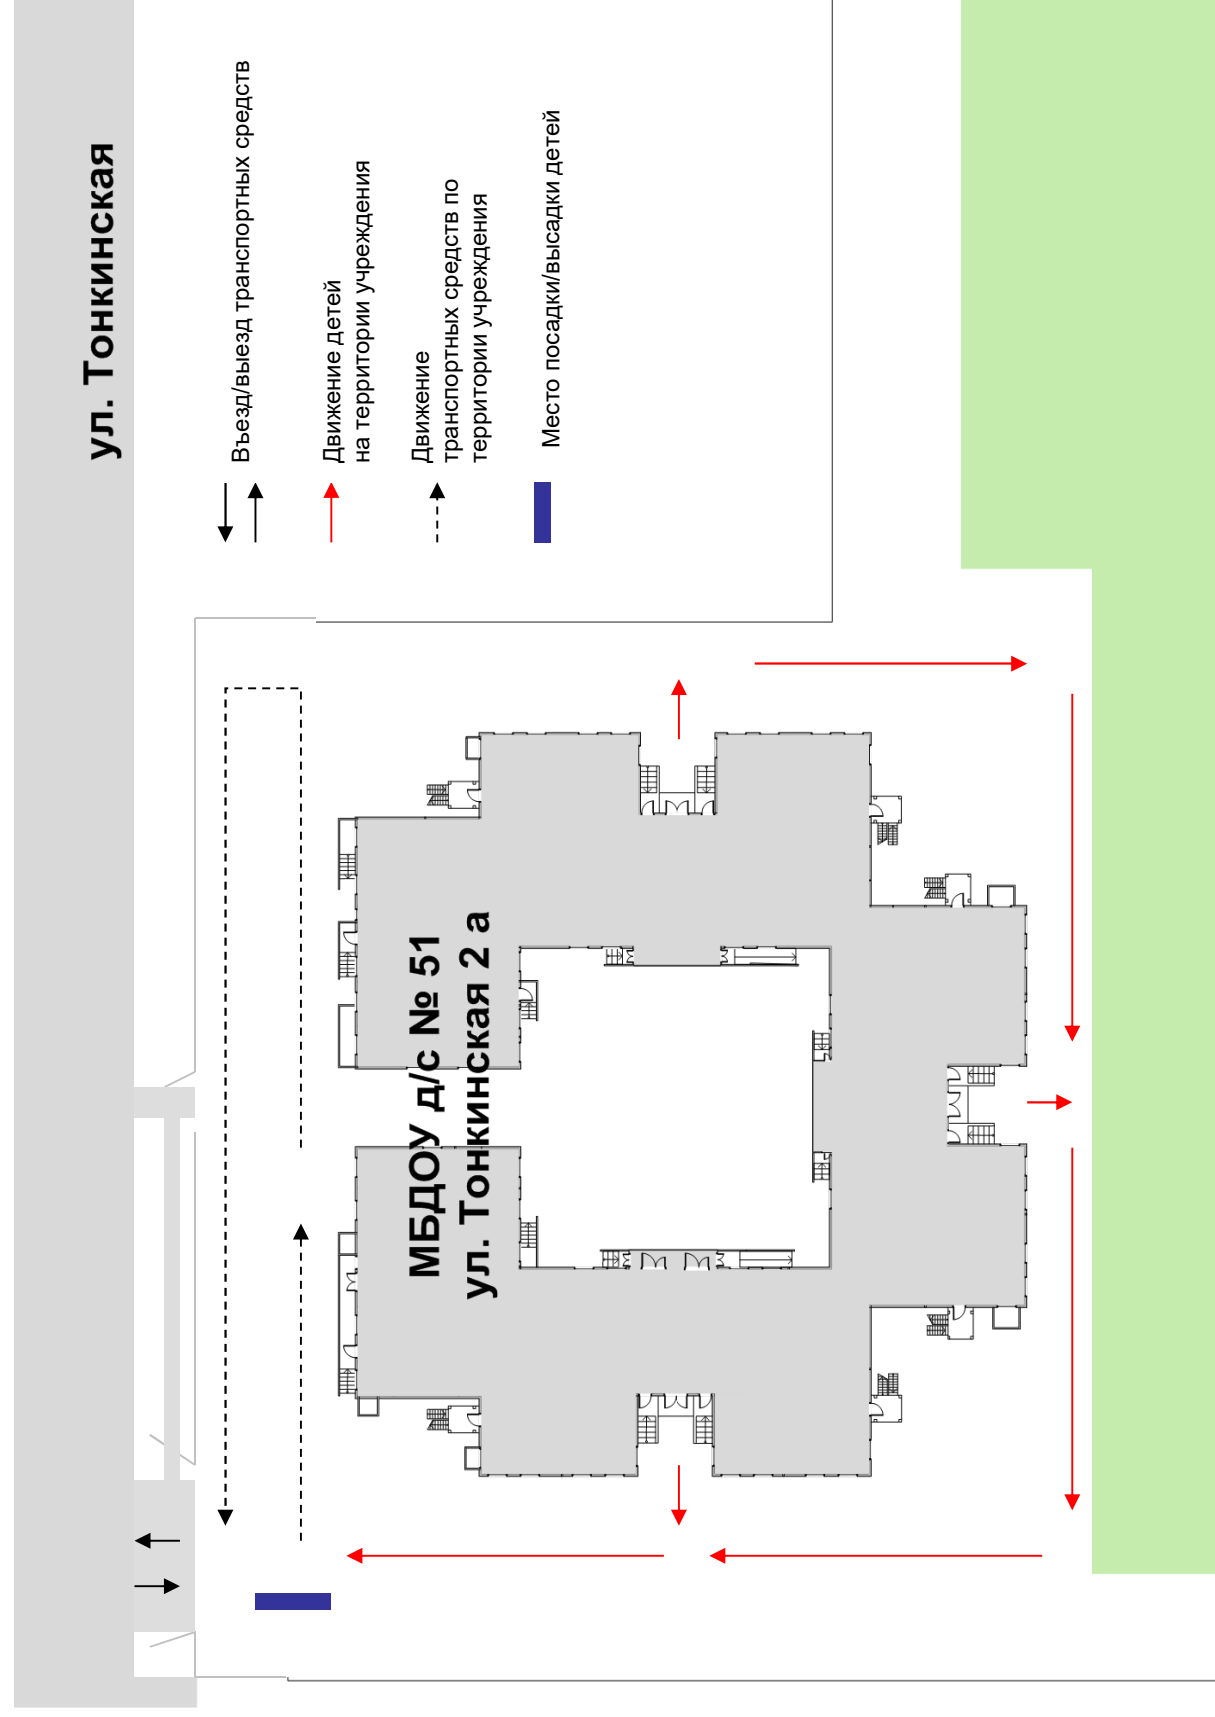 ул. Тонкинская
Въезд/выезд транспортных средств
Движение детей
на территории учреждения
Движение
транспортных средств по
территории учреждения
Место посадки/высадки детей
МБДОУ д/с № 51
ул. Тонкинская 2 а